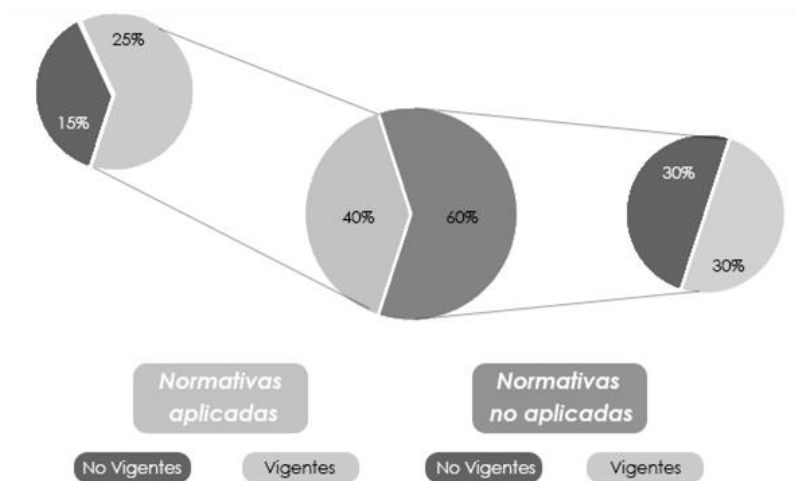 25%
15%
40%
60%
30%
30%
Normativas
aplicadas
Normativas
no aplicadas
No Vigentes
Vigentes
No Vigentes
Vigentes